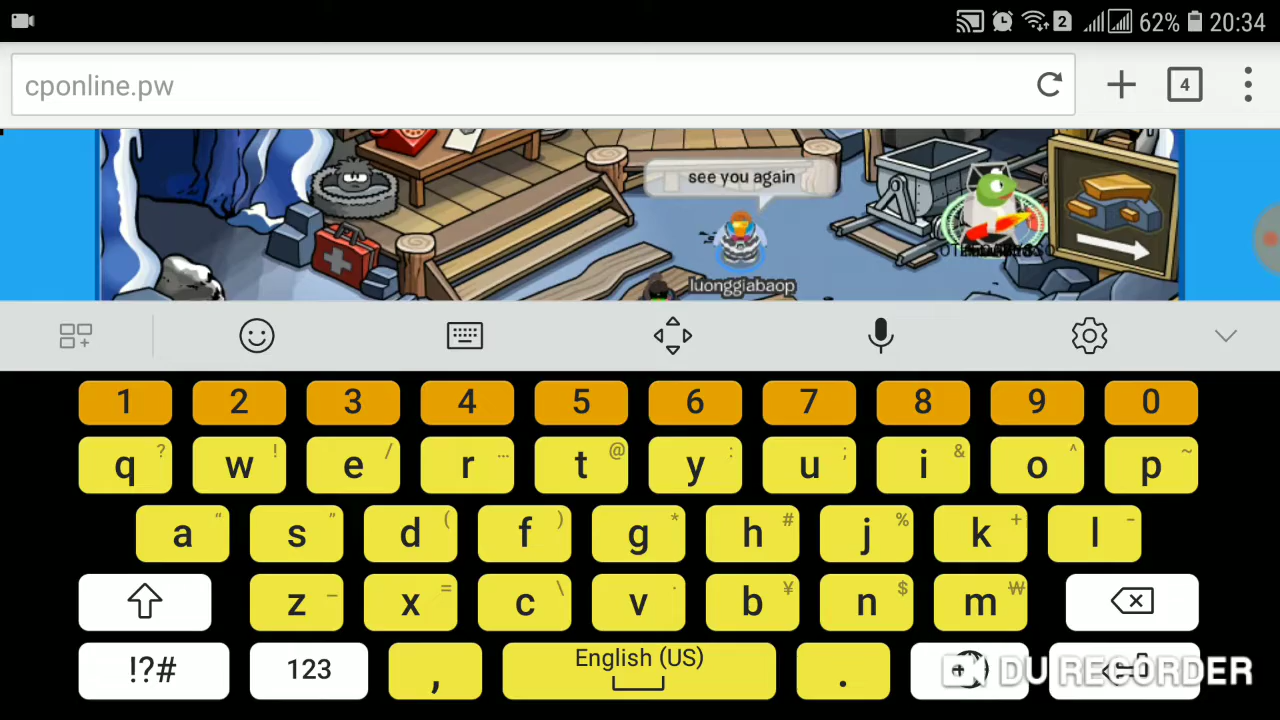 2 62% 20:34
cponline.pw 4
see you again
luonggiabaop
1 2 3 4 5 6 7 8 9 0
q ? w ! e / r ... t @ y : u ; i & o ^ p ~
a “ s ” d ( f ) g * h # j % k + l -
z _ x = c \ v · b ¥ n $ m ₩
English (US)
!?# 123 , .
DU RECORDER